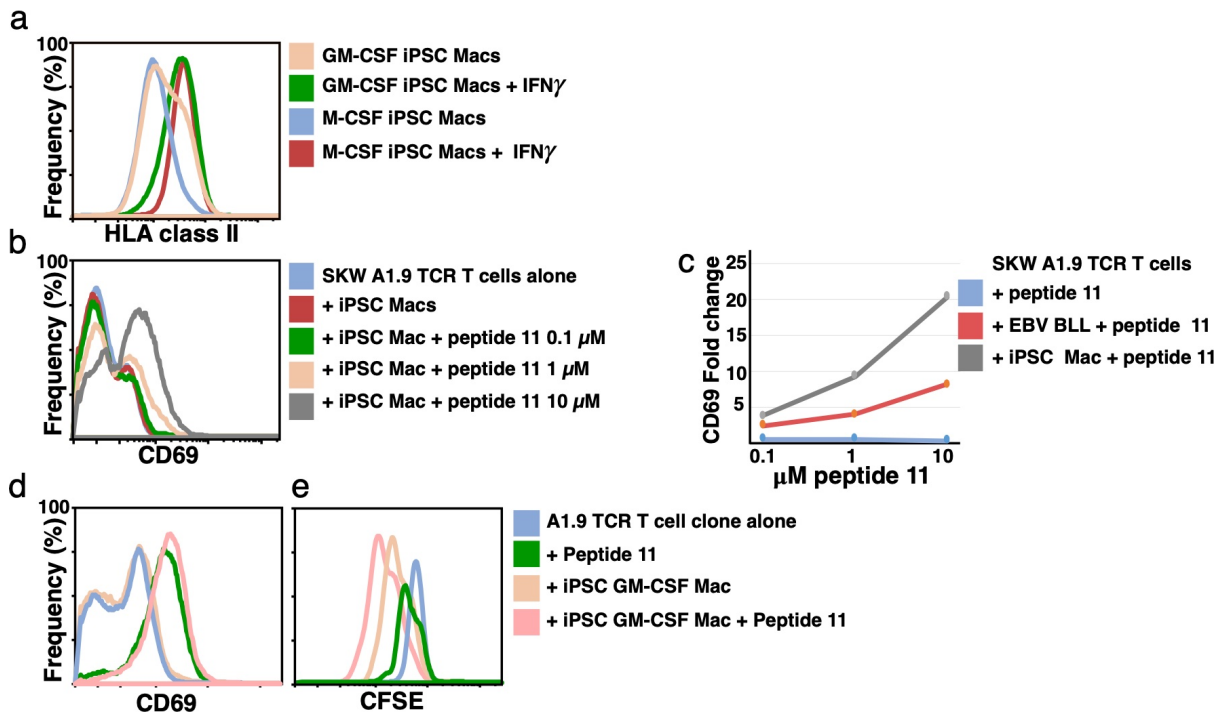 a
100
Frequency (%)
HLA class II
GM-CSF iPSC Macs
GM-CSF iPSC Macs + IFNγ
M-CSF iPSC Macs
M-CSF iPSC Macs + IFNγ
b
100
Frequency (%)
CD69
SKW A1.9 TCR T cells alone
+ iPSC Macs
+ iPSC Mac + peptide 11 0.1 µM
+ iPSC Mac + peptide 11 1 µM
+ iPSC Mac + peptide 11 10 µM
c
CD69 Fold change
25
20
15
10
5
0.1 1 10
µM peptide 11
SKW A1.9 TCR T cells
+ peptide 11
+ EBV BLL + peptide 11
+ iPSC Mac + peptide 11
d
100
Frequency (%)
CD69
e
CFSE
A1.9 TCR T cell clone alone
+ Peptide 11
+ iPSC GM-CSF Mac
+ iPSC GM-CSF Mac + Peptide 11